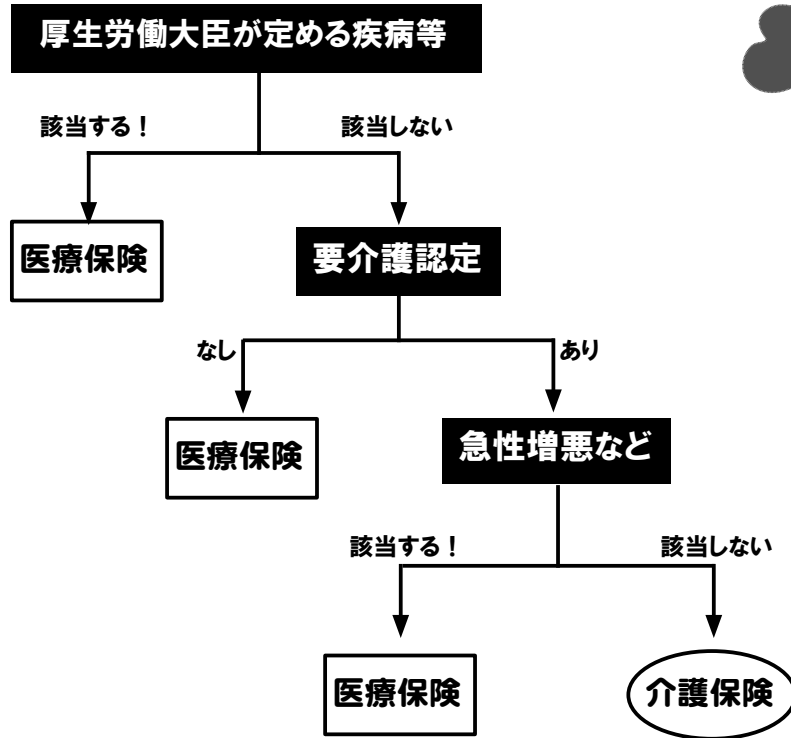 厚生労働大臣が定める疾病等
該当する！
該当しない
医療保険
要介護認定
なし
あり
医療保険
急性増悪など
該当する！
該当しない
医療保険
介護保険